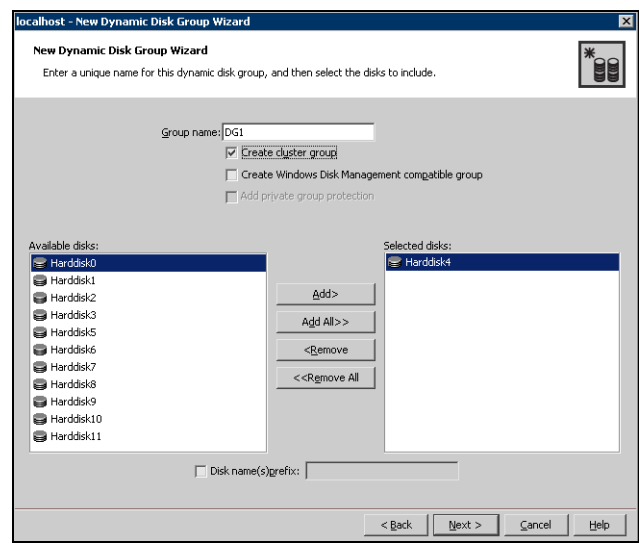 localhost - New Dynamic Disk Group Wizard
New Dynamic Disk Group Wizard
Enter a unique name for this dynamic disk group, and then select the disks to include.
Group name: DG1
Create cluster group
Create Windows Disk Management compatible group
Add private group protection
Available disks:
Harddisk0
Harddisk1
Harddisk2
Harddisk3
Harddisk5
Harddisk6
Harddisk7
Harddisk8
Harddisk9
Harddisk10
Harddisk11
Add>
Add All>>
<Remove
<<Remove All
Selected disks:
Harddisk4
Disk name(s)prefix:
< Back
Next >
Cancel
Help